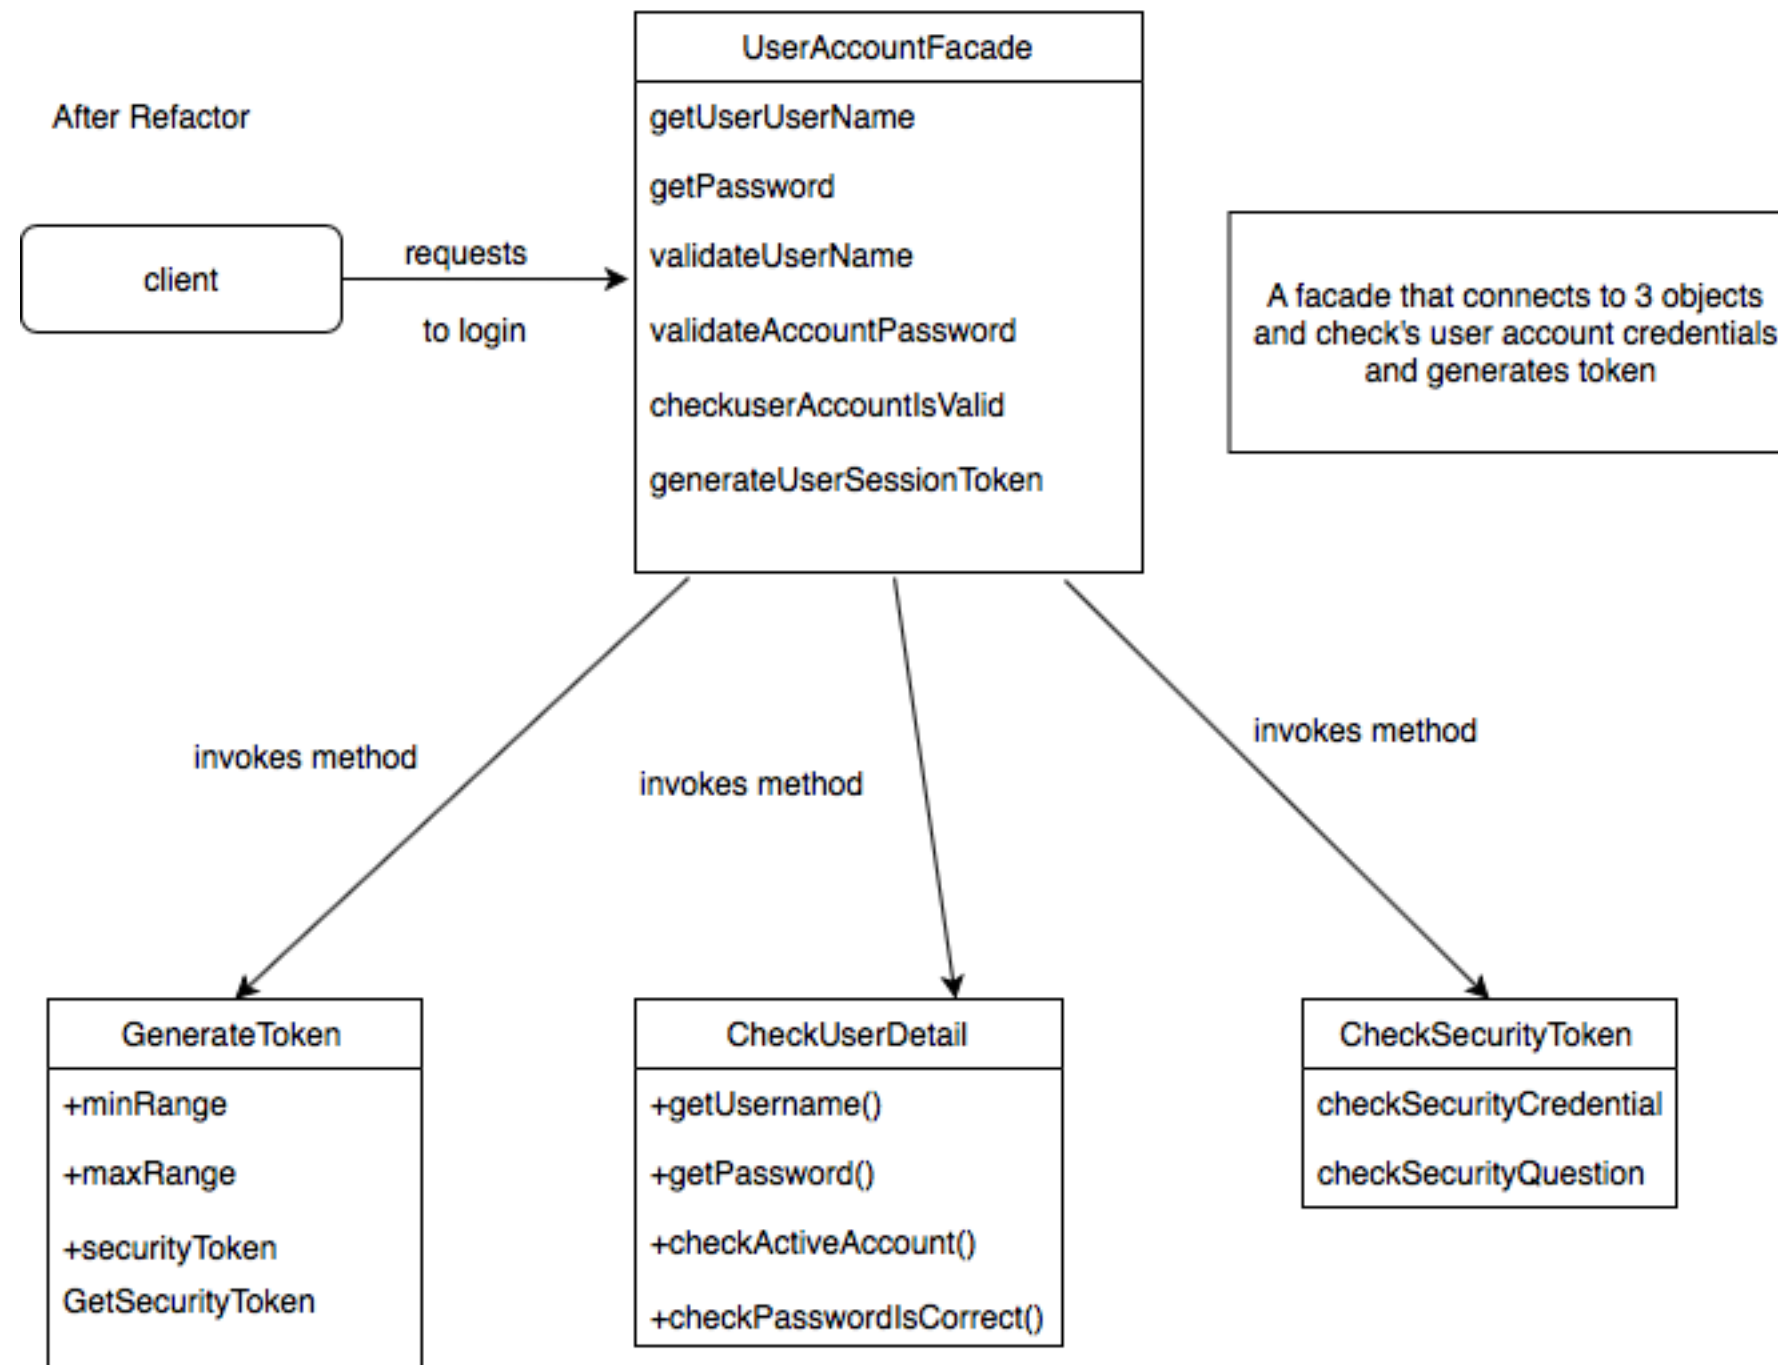 UserAccountFacade
After Refactor
getUserUserName
getPassword
validateUserName
validateAccountPassword
checkuserAccountIsValid
generateUserSessionToken
client
requests
to login
A facade that connects to 3 objects
and check's user account credentials
and generates token
invokes method
invokes method
invokes method
GenerateToken
+minRange
+maxRange
+securityToken
GetSecurityToken
CheckUserDetail
+getUsername()
+getPassword()
+checkActiveAccount()
+checkPasswordIsCorrect()
CheckSecurityToken
checkSecurityCredential
checkSecurityQuestion